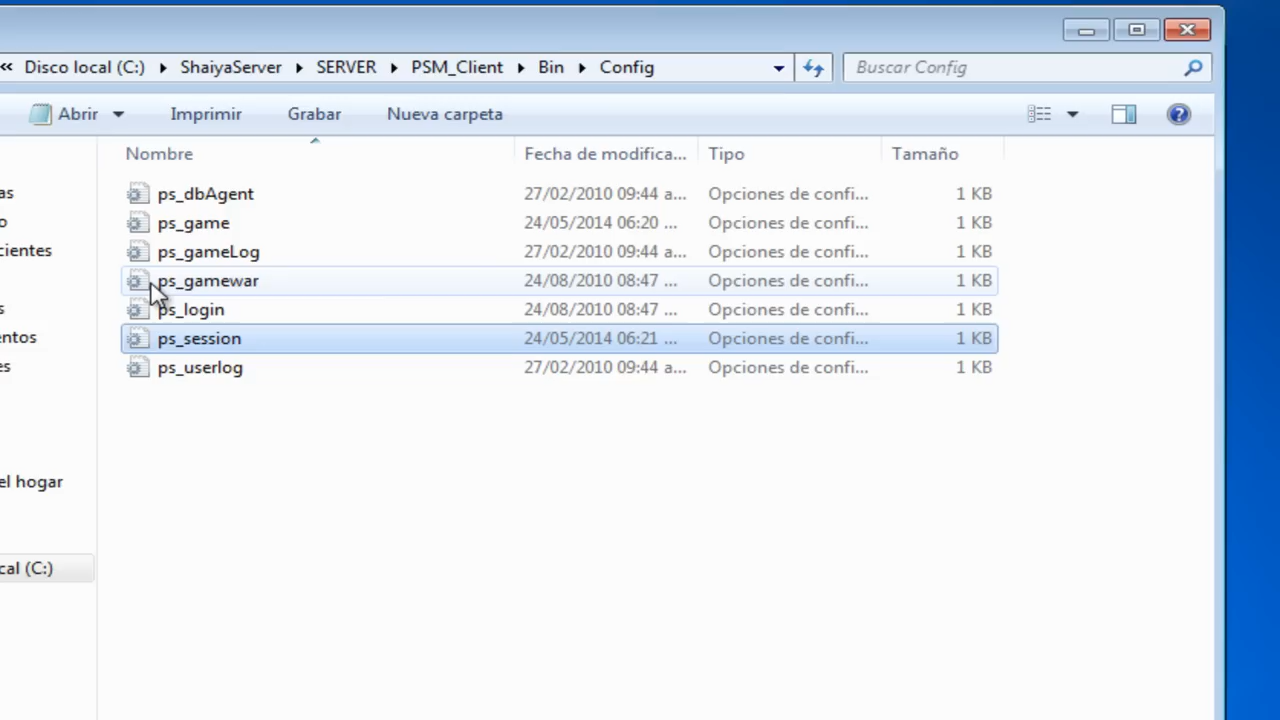 « Disco local (C:) ShaiyaServer SERVER PSM_Client Bin Config Buscar Config
Abrir Imprimir Grabar Nueva carpeta
Nombre Fecha de modifica... Tipo Tamaño
ps_dbAgent 27/02/2010 09:44 a... Opciones de confi... 1 KB
ps_game 24/05/2014 06:20 ... Opciones de confi... 1 KB
ps_gameLog 27/02/2010 09:44 a... Opciones de confi... 1 KB
ps_gamewar 24/08/2010 08:47 ... Opciones de confi... 1 KB
ps_login 24/08/2010 08:47 ... Opciones de confi... 1 KB
ps_session 24/05/2014 06:21 ... Opciones de confi... 1 KB
ps_userlog 27/02/2010 09:44 a... Opciones de confi... 1 KB
as
o
cientes
s
entos
es
el hogar
cal (C:)